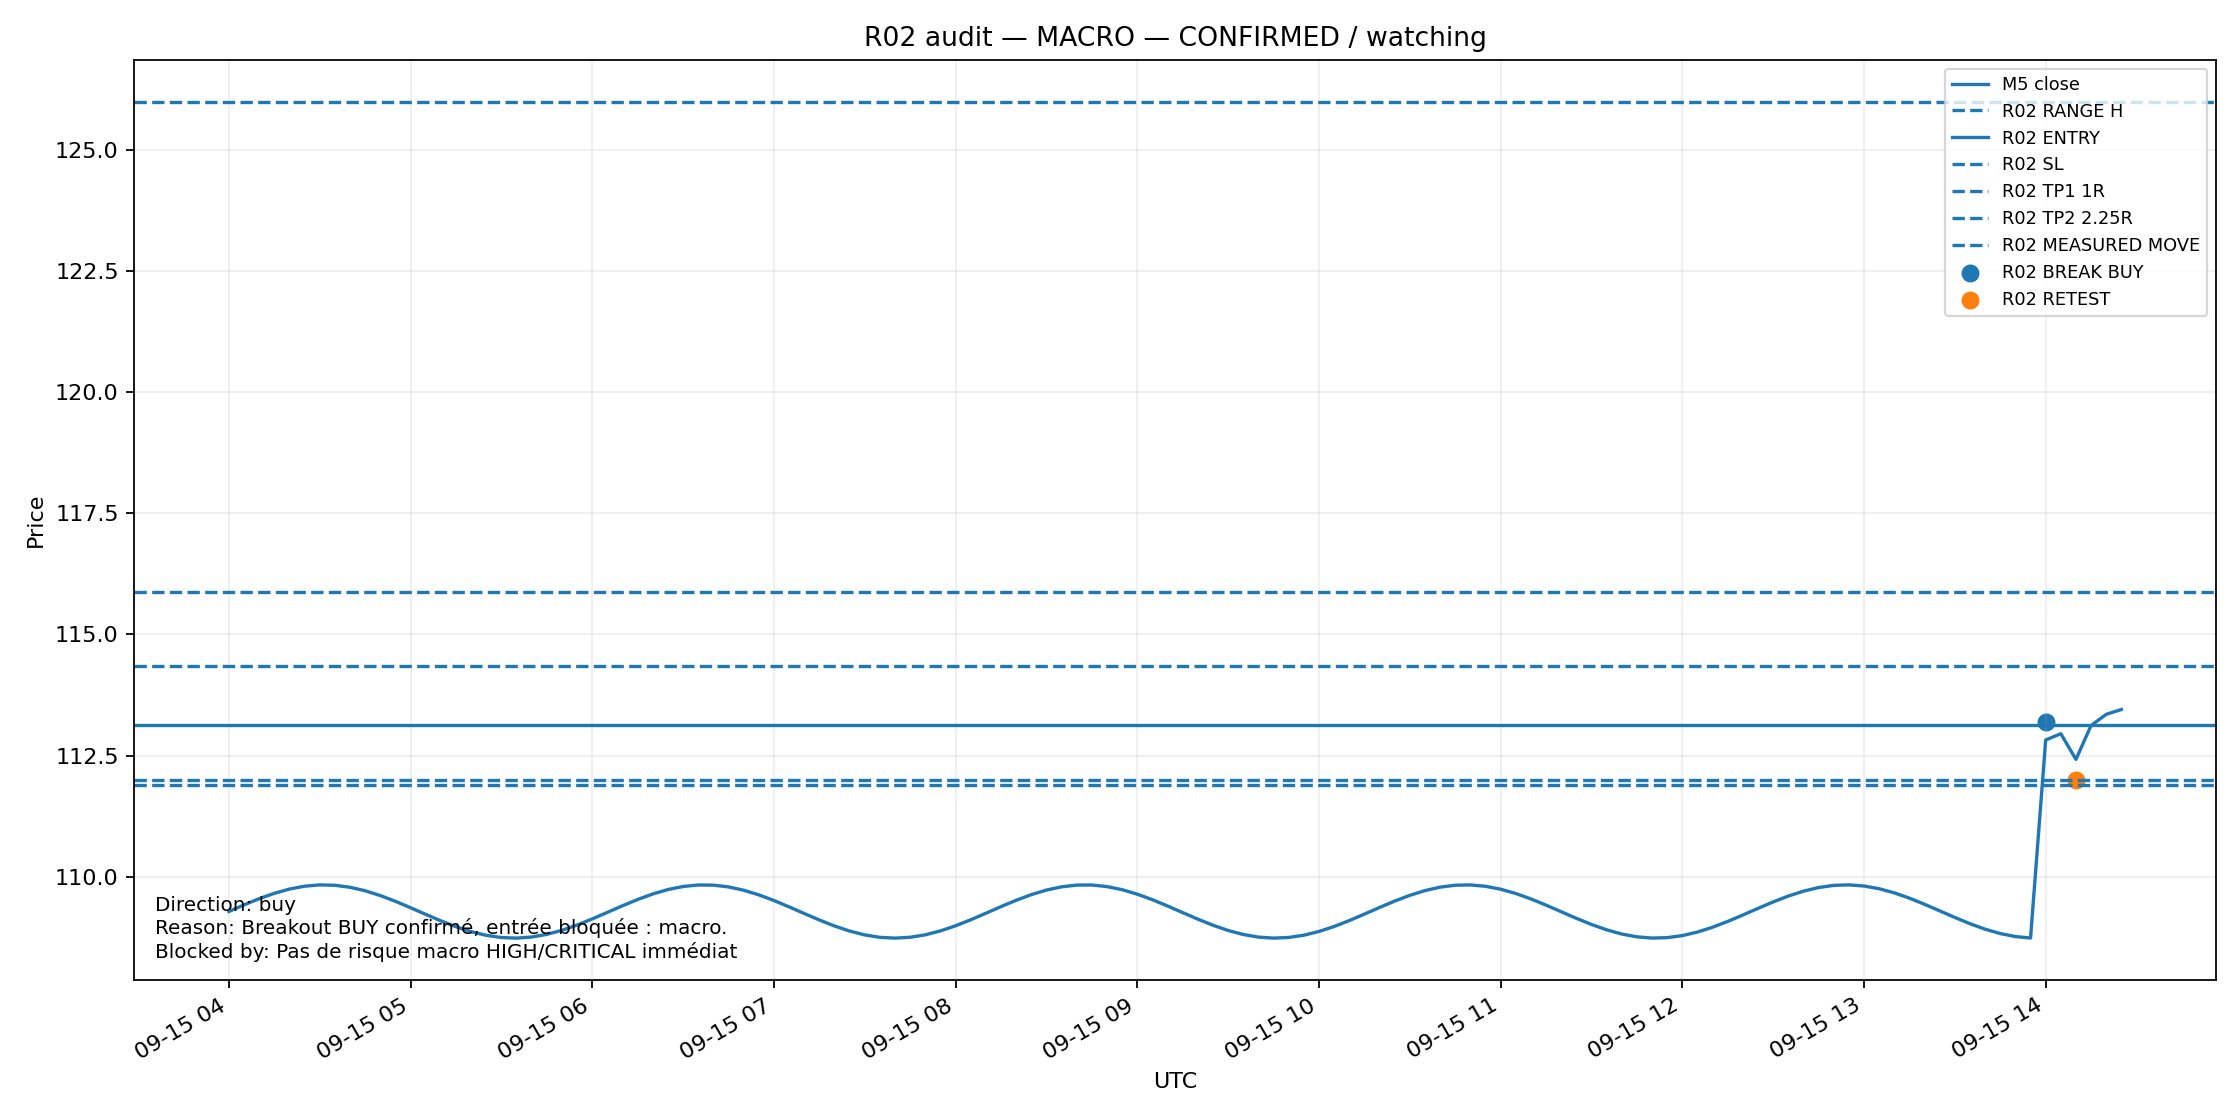 R02 audit — MACRO — CONFIRMED / watching
M5 close
R02 RANGE H
R02 ENTRY
R02 SL
R02 TP1 1R
R02 TP2 2.25R
R02 MEASURED MOVE
R02 BREAK BUY
R02 RETEST
Price
125.0
122.5
120.0
117.5
115.0
112.5
110.0
Direction: buy
Reason: Breakout BUY confirmé, entrée bloquée : macro.
Blocked by: Pas de risque macro HIGH/CRITICAL immédiat
09-15 04
09-15 05
09-15 06
09-15 07
09-15 08
09-15 09
09-15 10
09-15 11
09-15 12
09-15 13
09-15 14
UTC